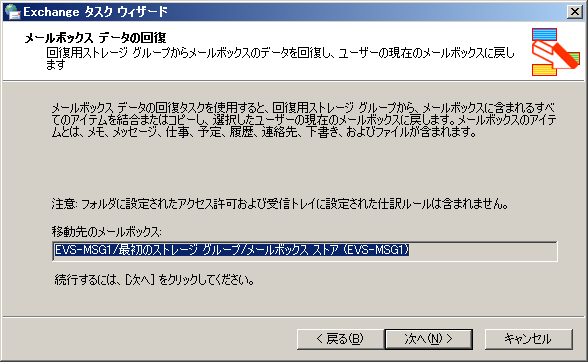 Exchange タスク ウィザード
メールボックス データの回復
回復用ストレージ グループからメールボックスのデータを回復し、ユーザーの現在のメールボックスに戻し
ます
メールボックス データの回復タスクを使用すると、回復用ストレージ グループから、メールボックスに含まれるすべ
てのアイテムを結合またはコピーし、選択したユーザーの現在のメールボックスに戻します。メールボックスのアイテ
ムとは、メモ、メッセージ、仕事、予定、履歴、連絡先、下書き、およびファイルが含まれます。
注意: フォルダに設定されたアクセス許可および受信トレイに設定された仕訳ルールは含まれません。
移動先のメールボックス:
EVS-MSG1/最初のストレージ グループ/メールボックス ストア (EVS-MSG1)
続行するには、[次へ] をクリックしてください。
< 戻る(B) 次へ(N) > キャンセル